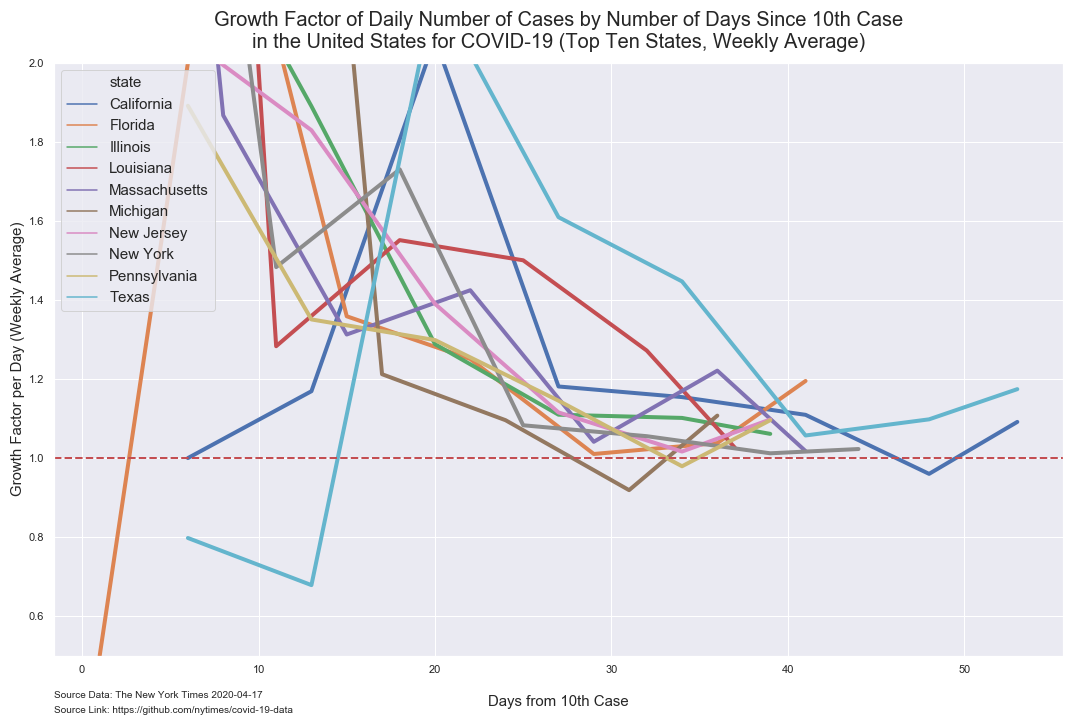 Growth Factor of Daily Number of Cases by Number of Days Since 10th Case
in the United States for COVID-19 (Top Ten States, Weekly Average)
2.0
1.8
1.6
1.4
1.2
1.0
0.8
0.6
Growth Factor per Day (Weekly Average)
state
California
Florida
Illinois
Louisiana
Massachusetts
Michigan
New Jersey
New York
Pennsylvania
Texas
0
10
20
30
40
50
Days from 10th Case
Source Data: The New York Times 2020-04-17
Source Link: https://github.com/nytimes/covid-19-data